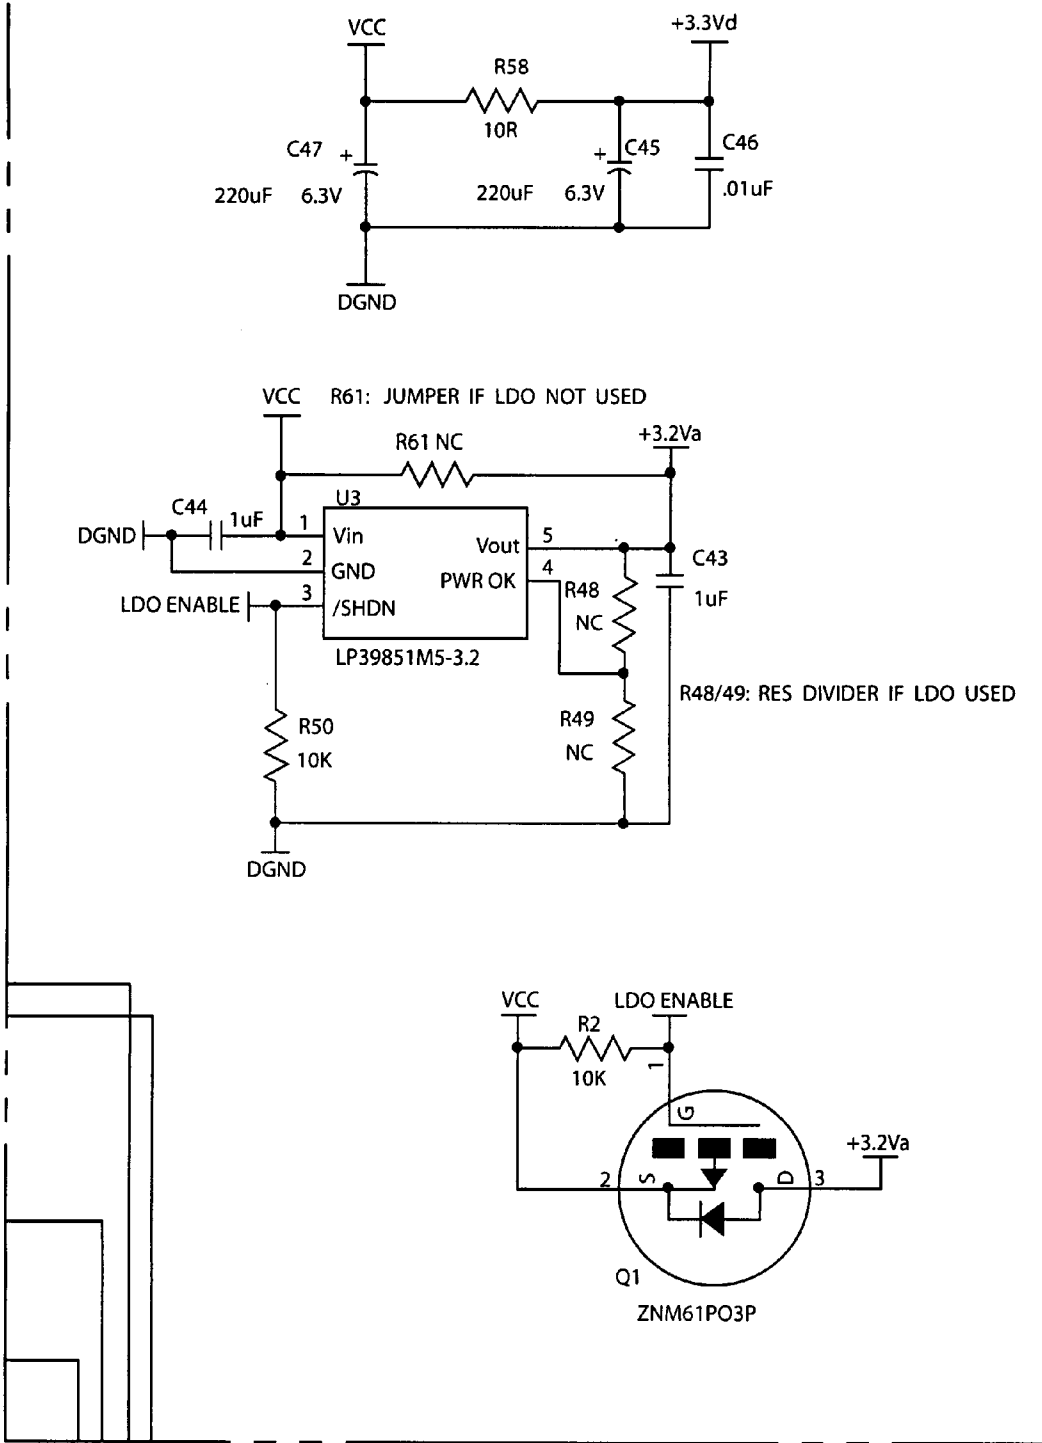 VCC
+3.3Vd
R58
10R
C47
+
220uF 6.3V
+ C45
220uF 6.3V
C46
.01uF
DGND
VCC R61: JUMPER IF LDO NOT USED
R61 NC
+3.2Va
U3
C44
1uF
DGND
1
Vin
2
GND
3
/SHDN
LDO ENABLE
Vout
5
PWR OK
4
LP39851M5-3.2
R48
NC
C43
1uF
R48/49: RES DIVIDER IF LDO USED
R49
NC
R50
10K
DGND
VCC
LDO ENABLE
R2
10K
1
G
2
S
D
3
+3.2Va
Q1
ZNM61PO3P